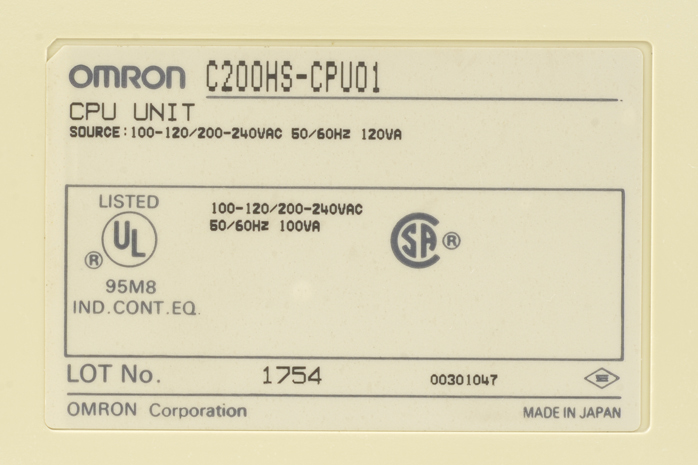 OMRON C200HS-CPU01
CPU UNIT
SOURCE:100-120/200-240VAC 50/60Hz 120VA
LISTED
UL
®
95M8
IND.CONT.EQ.
100-120/200-240VAC
50/60Hz 100VA
CSA ®
LOT No. 1754 00301047
OMRON Corporation MADE IN JAPAN